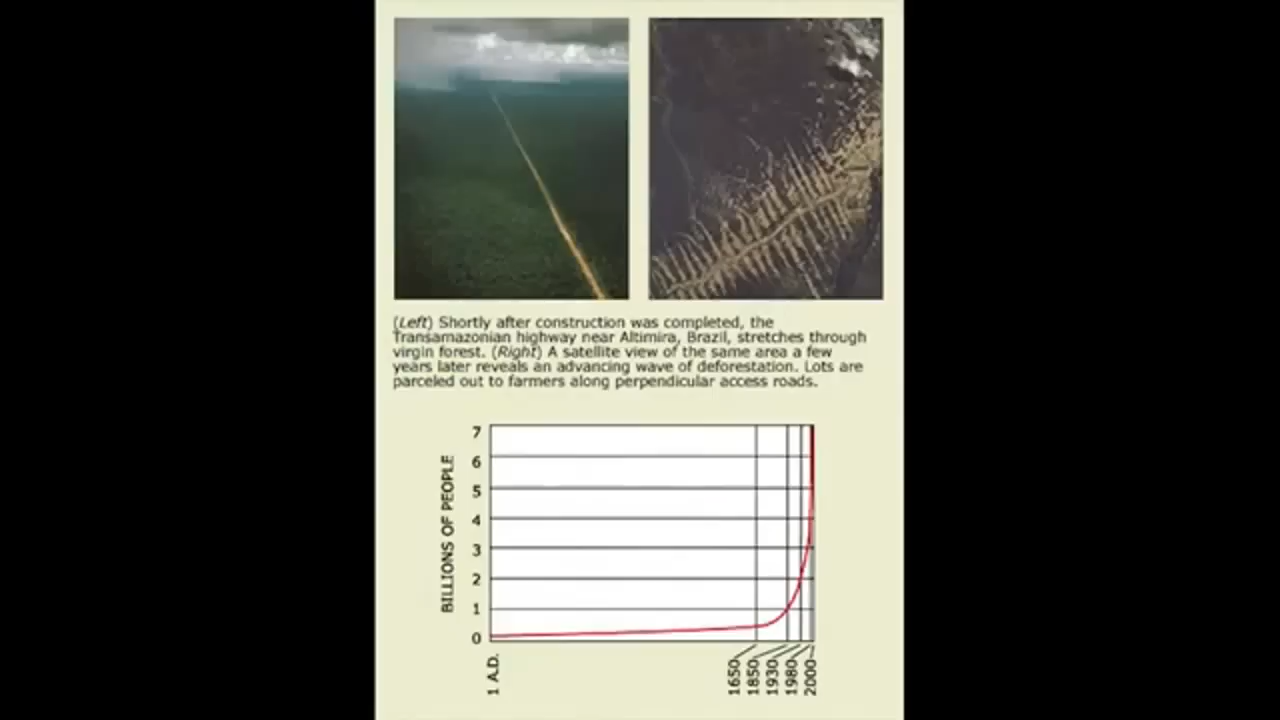 (Left) Shortly after construction was completed, the
Transamazonian highway near Altimira, Brazil, stretches through
virgin forest. (Right) A satellite view of the same area a few
years later reveals an advancing wave of deforestation. Lots are
parceled out to farmers along perpendicular access roads.
BILLIONS OF PEOPLE
7
6
5
4
3
2
1
0
1 A.D.
1650
1850
1930
1980
2000